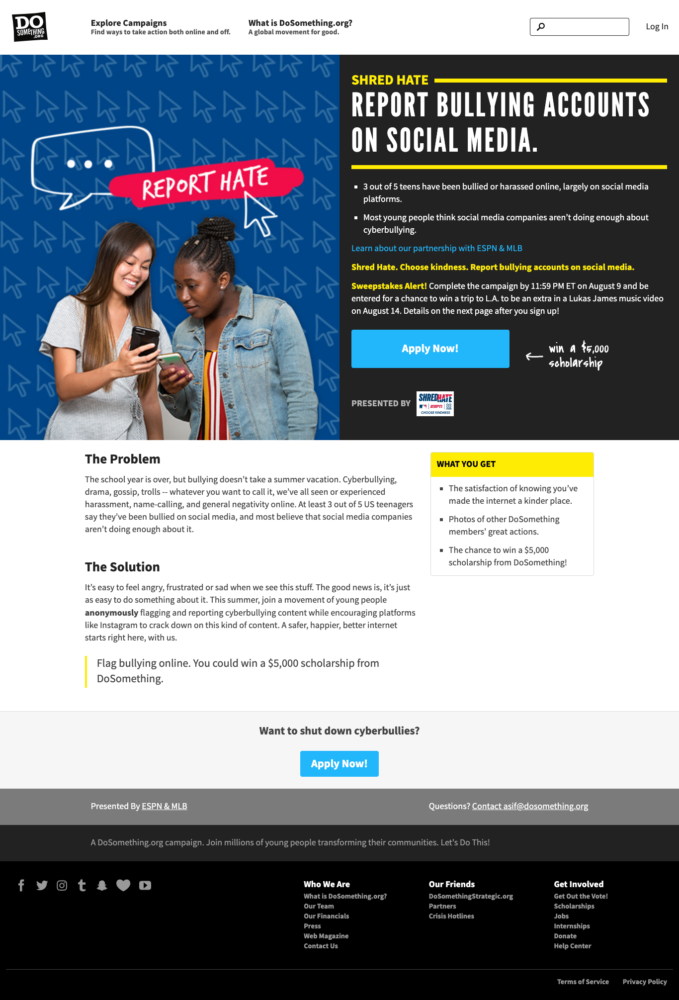 DO
SOMETHING
.ORG
Explore Campaigns
Find ways to take action both online and off.
What is DoSomething.org?
A global movement for good.
Log In
REPORT HATE
SHRED HATE
REPORT BULLYING ACCOUNTS
ON SOCIAL MEDIA.
3 out of 5 teens have been bullied or harassed online, largely on social media
platforms.
Most young people think social media companies aren’t doing enough about
cyberbullying.
Learn about our partnership with ESPN & MLB
Shred Hate. Choose kindness. Report bullying accounts on social media.
Sweepstakes Alert! Complete the campaign by 11:59 PM ET on August 9 and be
entered for a chance to win a trip to L.A. to be an extra in a Lukas James music video
on August 14. Details on the next page after you sign up!
Apply Now!
win a $5,000
scholarship
PRESENTED BY
SHRED HATE
ESPN
CHOOSE KINDNESS
The Problem
The school year is over, but bullying doesn’t take a summer vacation. Cyberbullying,
drama, gossip, trolls -- whatever you want to call it, we’ve all seen or experienced
harassment, name-calling, and general negativity online. At least 3 out of 5 US teenagers
say they’ve been bullied on social media, and most believe that social media companies
aren’t doing enough about it.
The Solution
It’s easy to feel angry, frustrated or sad when we see this stuff. The good news is, it’s just
as easy to do something about it. This summer, join a movement of young people
anonymously flagging and reporting cyberbullying content while encouraging platforms
like Instagram to crack down on this kind of content. A safer, happier, better internet
starts right here, with us.
Flag bullying online. You could win a $5,000 scholarship from
DoSomething.
WHAT YOU GET
The satisfaction of knowing you’ve
made the internet a kinder place.
Photos of other DoSomething
members’ great actions.
The chance to win a $5,000
scholarship from DoSomething!
Want to shut down cyberbullies?
Apply Now!
Presented By ESPN & MLB
Questions? Contact asif@dosomething.org
A DoSomething.org campaign. Join millions of young people transforming their communities. Let's Do This!
Who We Are
What is DoSomething.org?
Our Team
Our Financials
Press
Web Magazine
Contact Us
Our Friends
DoSomethingStrategic.org
Partners
Crisis Hotlines
Get Involved
Get Out the Vote!
Scholarships
Jobs
Internships
Donate
Help Center
Terms of Service
Privacy Policy